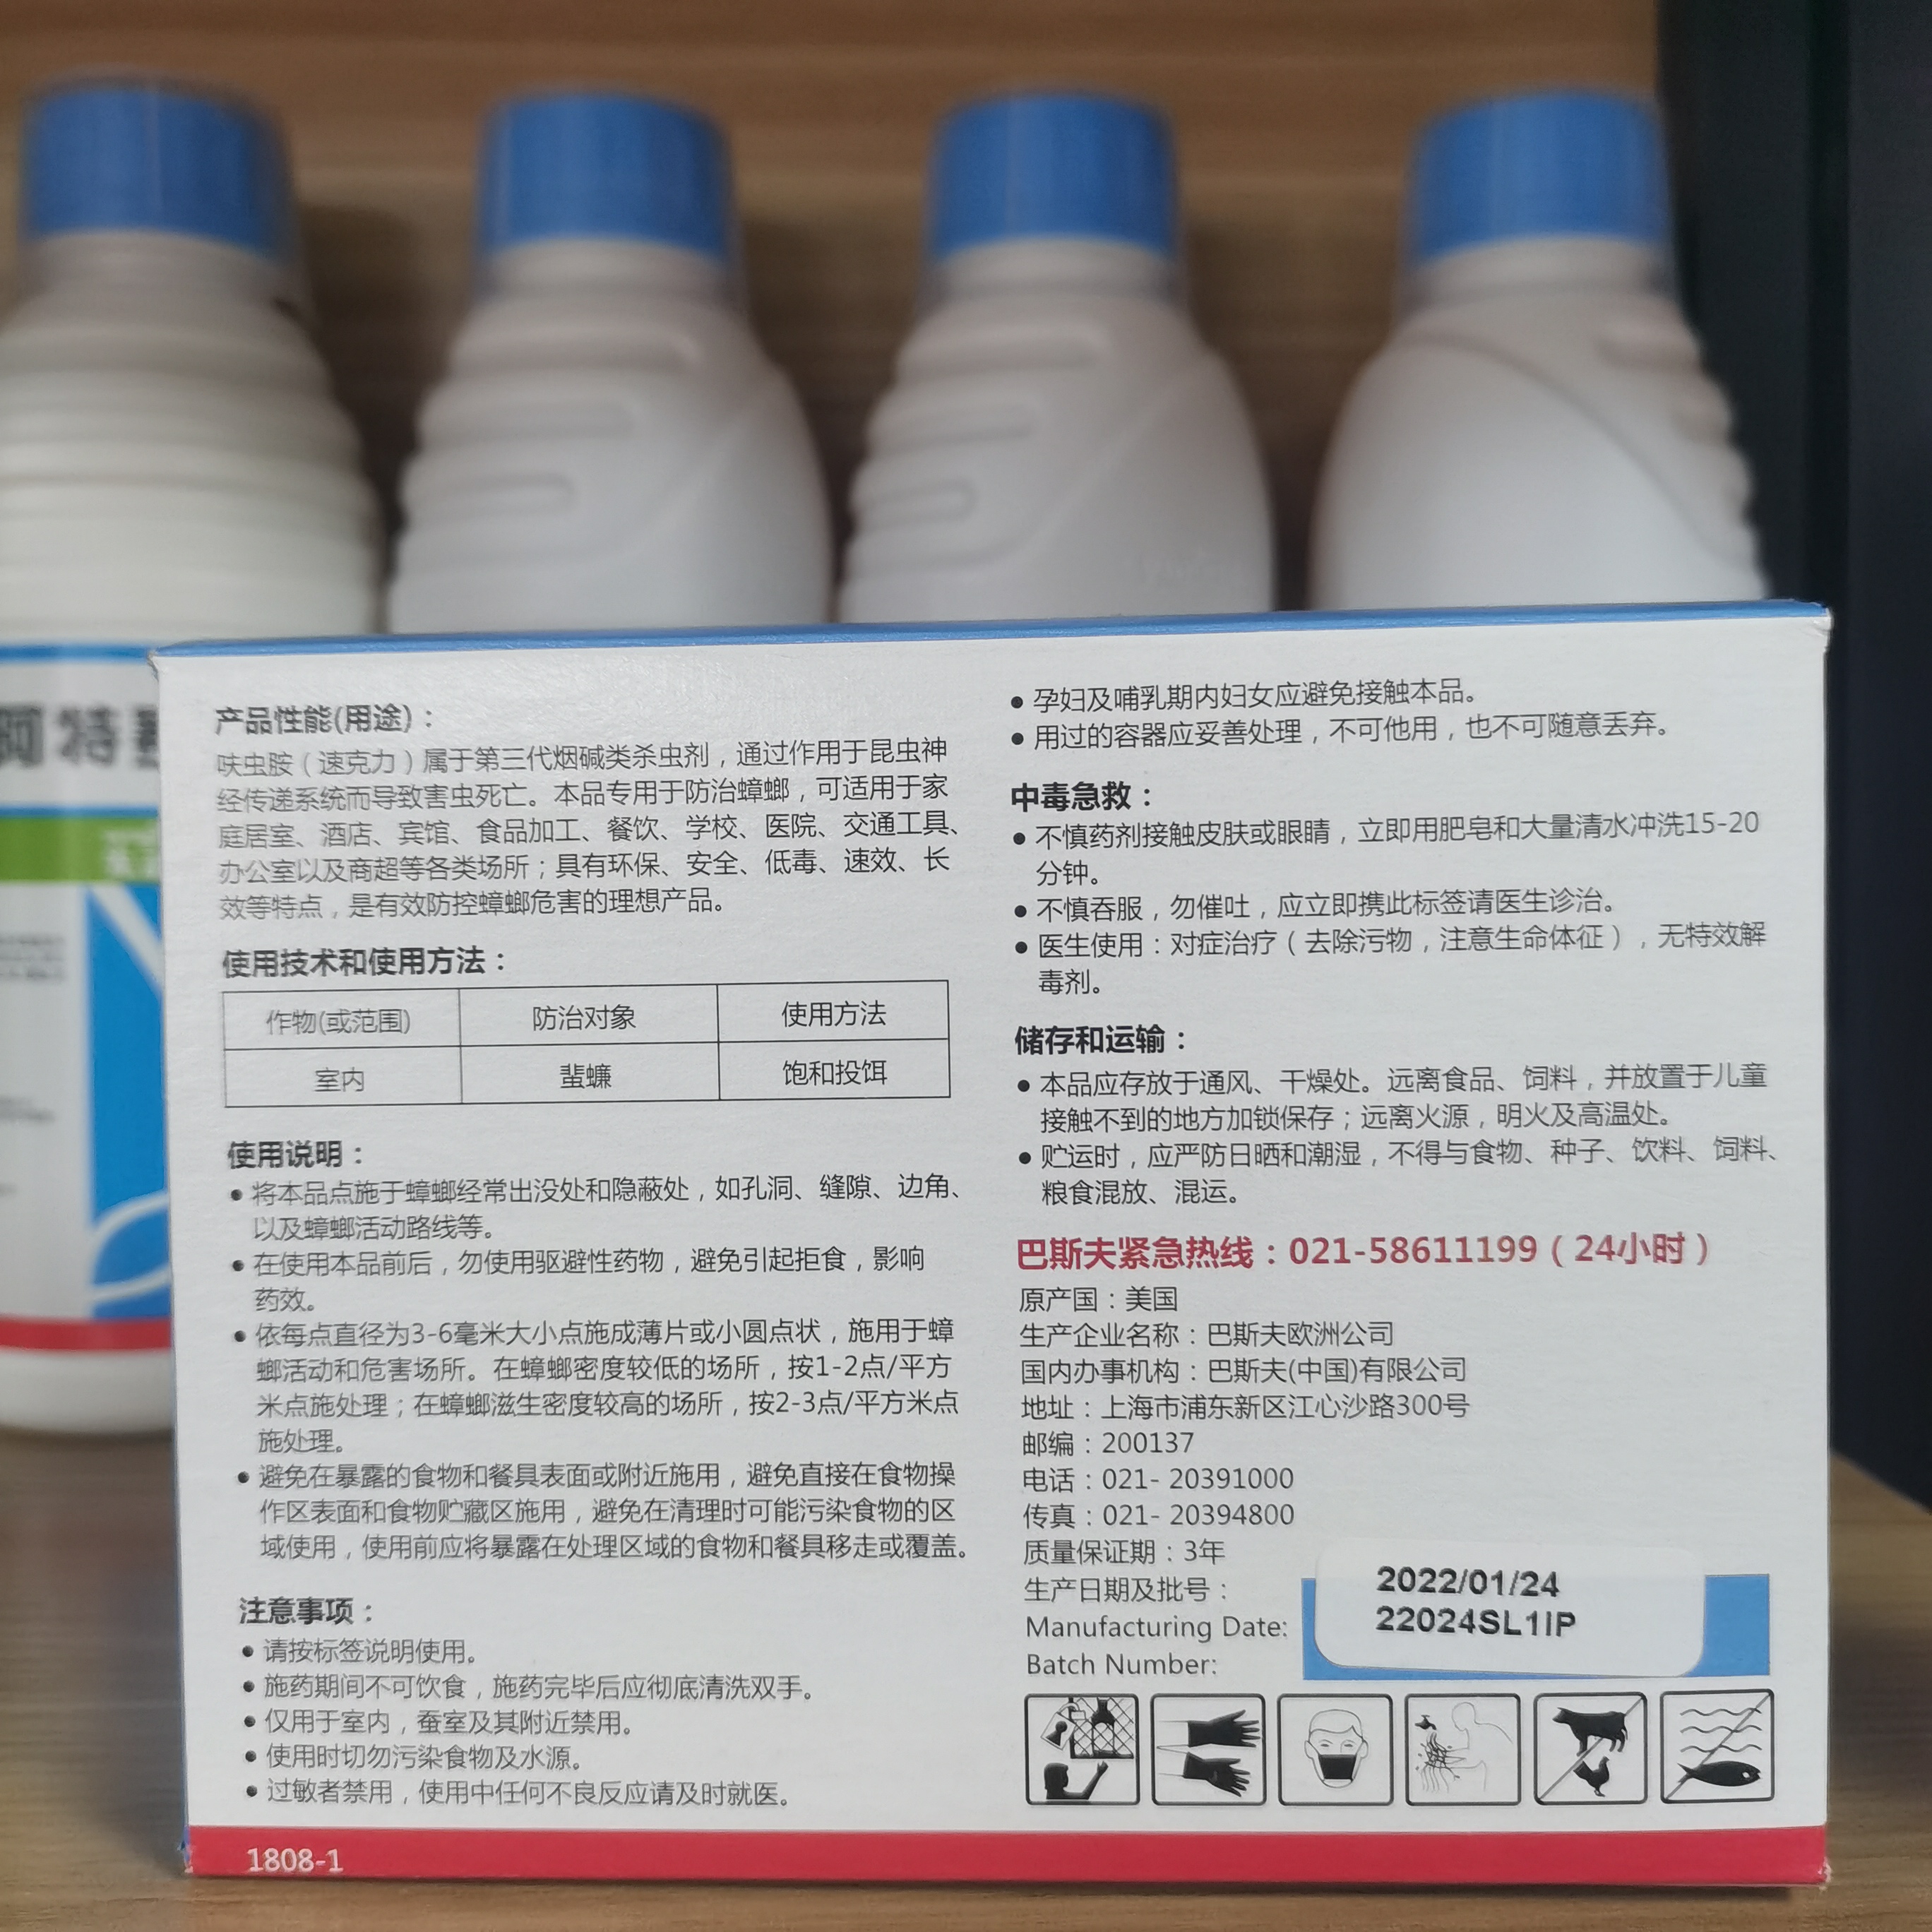 阿特
产品性能(用途)：
呋虫胺（速克力）属于第三代烟碱类杀虫剂，通过作用于昆虫神
经传递系统而导致害虫死亡。本品专用于防治蟑螂，可适用于家
庭居室、酒店、宾馆、食品加工、餐饮、学校、医院、交通工具、
办公室以及商超等各类场所；具有环保、安全、低毒、速效、长
效等特点，是有效防控蟑螂危害的理想产品。
使用技术和使用方法：
作物(或范围) 防治对象 使用方法
室内 蜚蠊 饱和投饵
使用说明：
● 将本品点施于蟑螂经常出没处和隐蔽处，如孔洞、缝隙、边角、
以及蟑螂活动路线等。
● 在使用本品前后，勿使用驱避性药物，避免引起拒食，影响
药效。
● 依每点直径为3-6毫米大小点施成薄片或小圆点状，施用于蟑
螂活动和危害场所。在蟑螂密度较低的场所，按1-2点/平方
米点施处理；在蟑螂滋生密度较高的场所，按2-3点/平方米点
施处理。
● 避免在暴露的食物和餐具表面或附近施用，避免直接在食物操
作区表面和食物贮藏区施用，避免在清理时可能污染食物的区
域使用，使用前应将暴露在处理区域的食物和餐具移走或覆盖。
注意事项：
● 请按标签说明使用。
● 施药期间不可饮食，施药完毕后应彻底清洗双手。
● 仅用于室内，蚕室及其附近禁用。
● 使用时切勿污染食物及水源。
● 过敏者禁用，使用中任何不良反应请及时就医。
● 孕妇及哺乳期内妇女应避免接触本品。
● 用过的容器应妥善处理，不可他用，也不可随意丢弃。
中毒急救：
● 不慎药剂接触皮肤或眼睛，立即用肥皂和大量清水冲洗15-20
分钟。
● 不慎吞服，勿催吐，应立即携此标签请医生诊治。
● 医生使用：对症治疗（去除污物，注意生命体征），无特效解
毒剂。
储存和运输：
● 本品应存放于通风、干燥处。远离食品、饲料，并放置于儿童
接触不到的地方加锁保存；远离火源，明火及高温处。
● 贮运时，应严防日晒和潮湿，不得与食物、种子、饮料、饲料、
粮食混放、混运。
巴斯夫紧急热线：021-58611199（24小时）
原产国：美国
生产企业名称：巴斯夫欧洲公司
国内办事机构：巴斯夫(中国)有限公司
地址：上海市浦东新区江心沙路300号
邮编：200137
电话：021- 20391000
传真：021- 20394800
质量保证期：3年
生产日期及批号：
Manufacturing Date: 2022/01/24
Batch Number: 22024SL1IP
1808-1